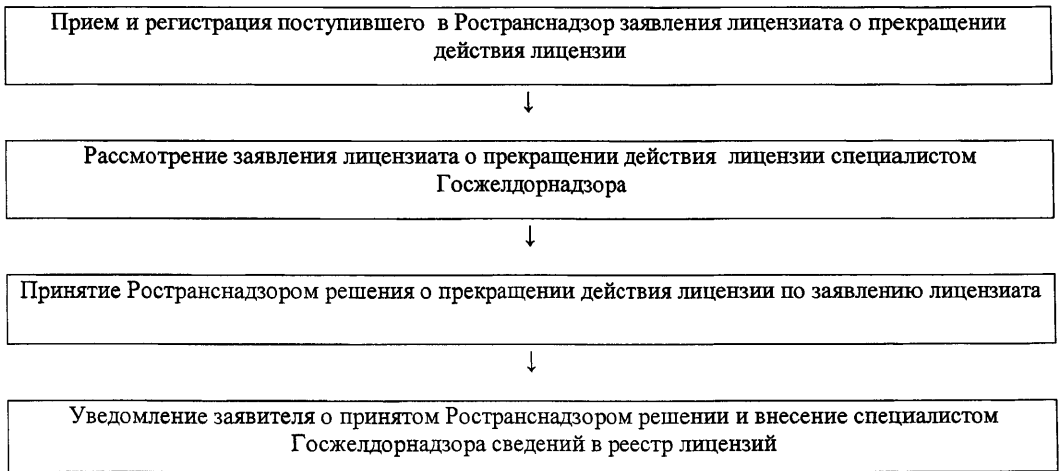 Прием и регистрация поступившего в Ространснадзор заявления лицензиата о прекращении
действия лицензии
↓
Рассмотрение заявления лицензиата о прекращении действия лицензии специалистом
Госжелдорнадзора
↓
Принятие Ространснадзором решения о прекращении действия лицензии по заявлению лицензиата
↓
Уведомление заявителя о принятом Ространснадзором решении и внесение специалистом
Госжелдорнадзора сведений в реестр лицензий